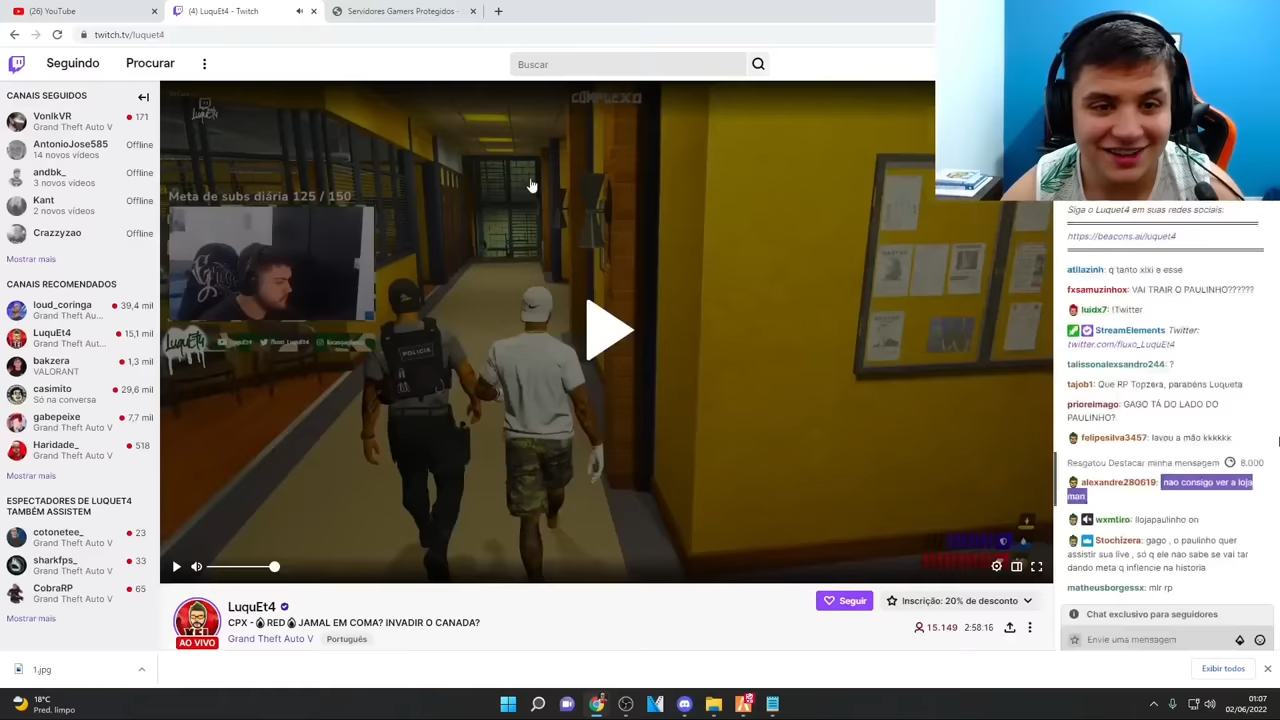 (26) YouTube
(4) LuquEt4 - Twitch
Servidores Gamers Protegidos -
twitch.tv/luquet4
Seguindo
Procurar
Buscar
CANAIS SEGUIDOS
VonlkVR
171
Grand Theft Auto V
AntonioJose585
Offline
14 novos vídeos
andbk_
Offline
3 novos vídeos
Kant
Offline
2 novos vídeos
Crazzyzao
Offline
Mostrar mais
CANAIS RECOMENDADOS
loud_coringa
39,4 mil
Grand Theft Au...
LuquEt4
15,1 mil
Grand Theft Aut...
bakzera
1,3 mil
VALORANT
casimito
29,6 mil
Só na conversa
gabepeixe
7,7 mil
Grand Theft Auto V
Haridade_
518
Grand Theft Auto V
Mostrar mais
ESPECTADORES DE LUQUET4
TAMBÉM ASSISTEM
cotonetee_
23
Grand Theft Auto V
sharkfps_
33
Grand Theft Auto V
CobraRP
65
Grand Theft Auto V
Mostrar mais
LuquEt4
COMPLEXO
Meta de subs diária 125 / 150
POLICIA
Siga o Luquet4 em suas redes sociais:
https://beacons.ai/luquet4
atilazinh: q tanto xixi e esse
fxsamuzinhox: VAI TRAIR O PAULINHO??????
luidx7: !Twitter
StreamElements Twitter:
twitter.com/fluxo_LuquEt4
talissonalexsandro244: ?
tajob1: Que RP Topzera, parabéns Luqueta
prioreimago: GAGO TÁ DO LADO DO
PAULINHO?
felipesilva3457: lavou a mão kkkkkk
Resgatou Destacar minha mensagem 8.000
alexandre280619: nao consigo ver a loja
man
wxmtiro: !lojapaulinho on
Stochizera: gago , o paulinho quer
assistir sua live , só q ele nao sabe se vai tar
dando meta q inflencie na historia
matheusborgessx: mlr rp
Chat exclusivo para seguidores
Envie uma mensagem
LuquEt4
CPX - RED JAMAL EM COMA? INVADIR O CANADA?
AO VIVO
Grand Theft Auto V
Português
Seguir
Inscrição: 20% de desconto
15.149
2:58:16
1.jpg
Exibir todos
18°C
Pred. limpo
01:07
02/06/2022